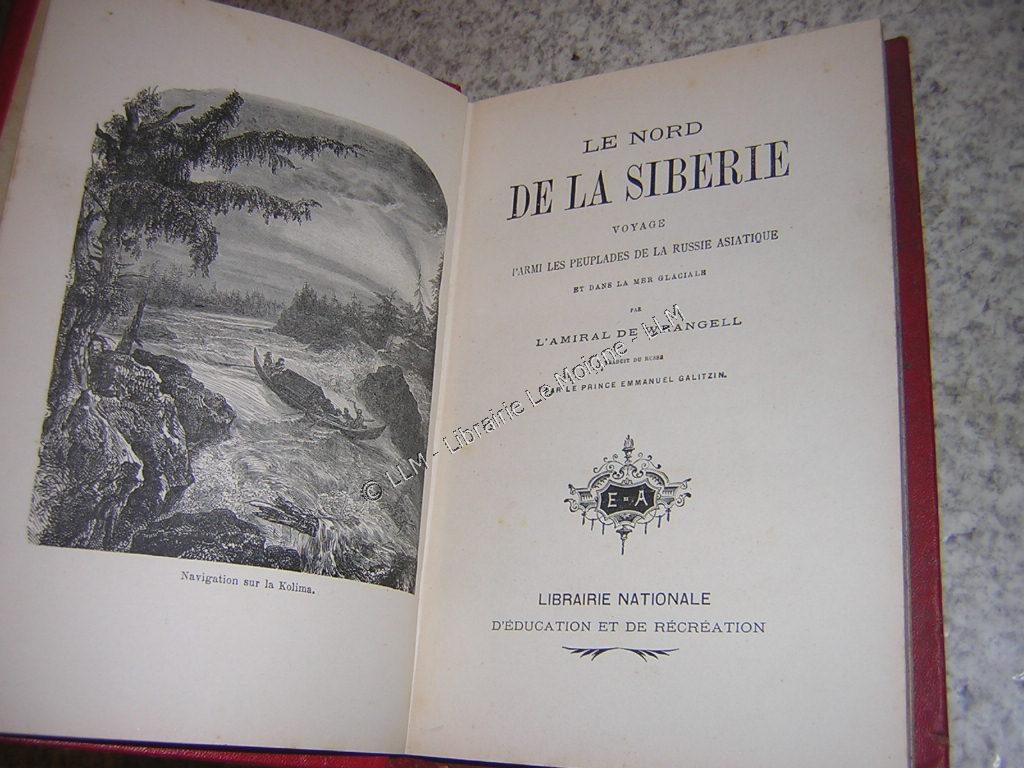 Navigation sur la Kolima.
LE NORD
DE LA SIBERIE
VOYAGE
PARMI LES PEUPLADES DE LA RUSSIE ASIATIQUE
ET DANS LA MER GLACIALE
PAR
L'AMIRAL DE WRANGELL
TRADUIT DU RUSSE
PAR LE PRINCE EMMANUEL GALITZIN.
E A
LIBRAIRIE NATIONALE
D'ÉDUCATION ET DE RÉCRÉATION
© LLM - Librairie Le Moigne - LLM